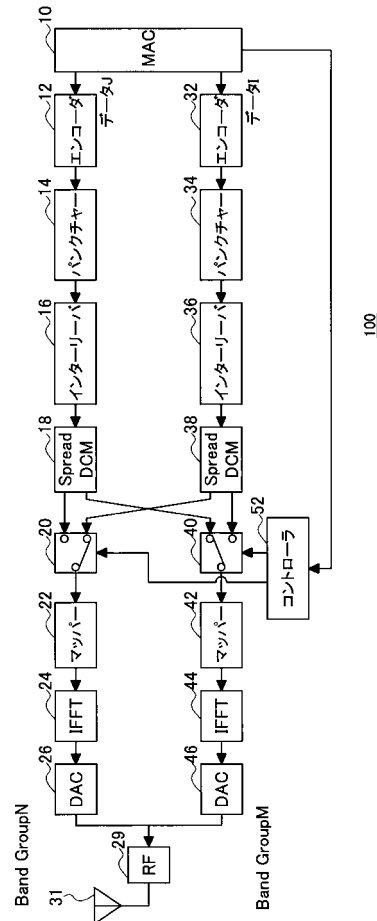 Band GroupN
31
29
RF
26
DAC
24
IFFT
22
マッパー
20
18
Spread
DCM
16
インターリーバ
14
パンクチャー
12
エンコーダ
データJ
10
MAC
Band GroupM
46
DAC
44
IFFT
42
マッパー
40
38
Spread
DCM
36
インターリーバ
34
パンクチャー
32
エンコーダ
データI
52
コントローラ
100